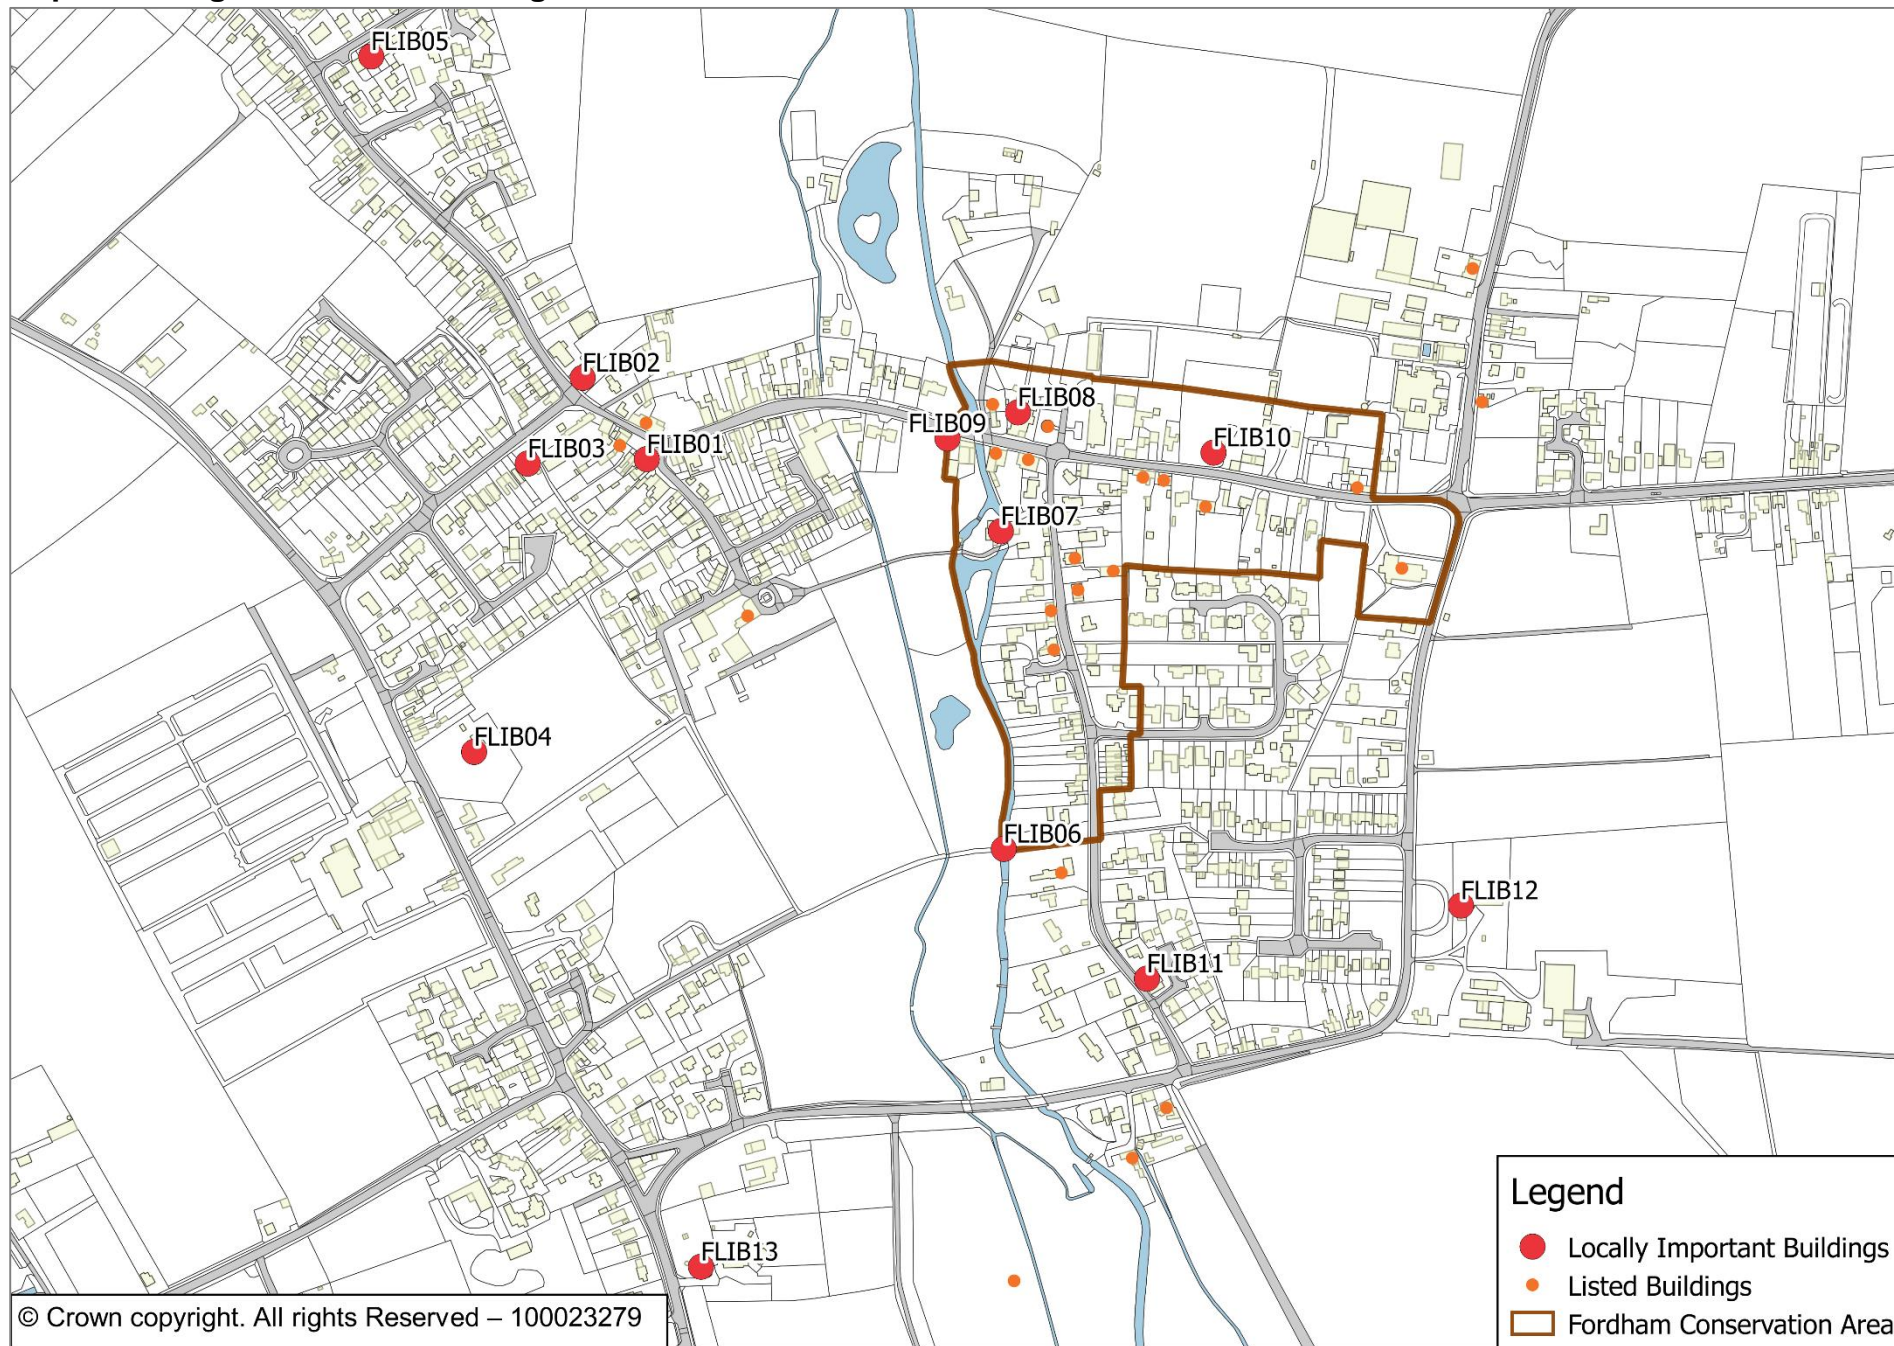 FLIB05
FLIB02
FLIB08
FLIB09
FLIB10
FLIB03
FLIB01
FLIB07
FLIB04
FLIB06
FLIB12
FLIB11
FLIB13
Legend
Locally Important Buildings
Listed Buildings
Fordham Conservation Area
© Crown copyright. All rights Reserved – 100023279